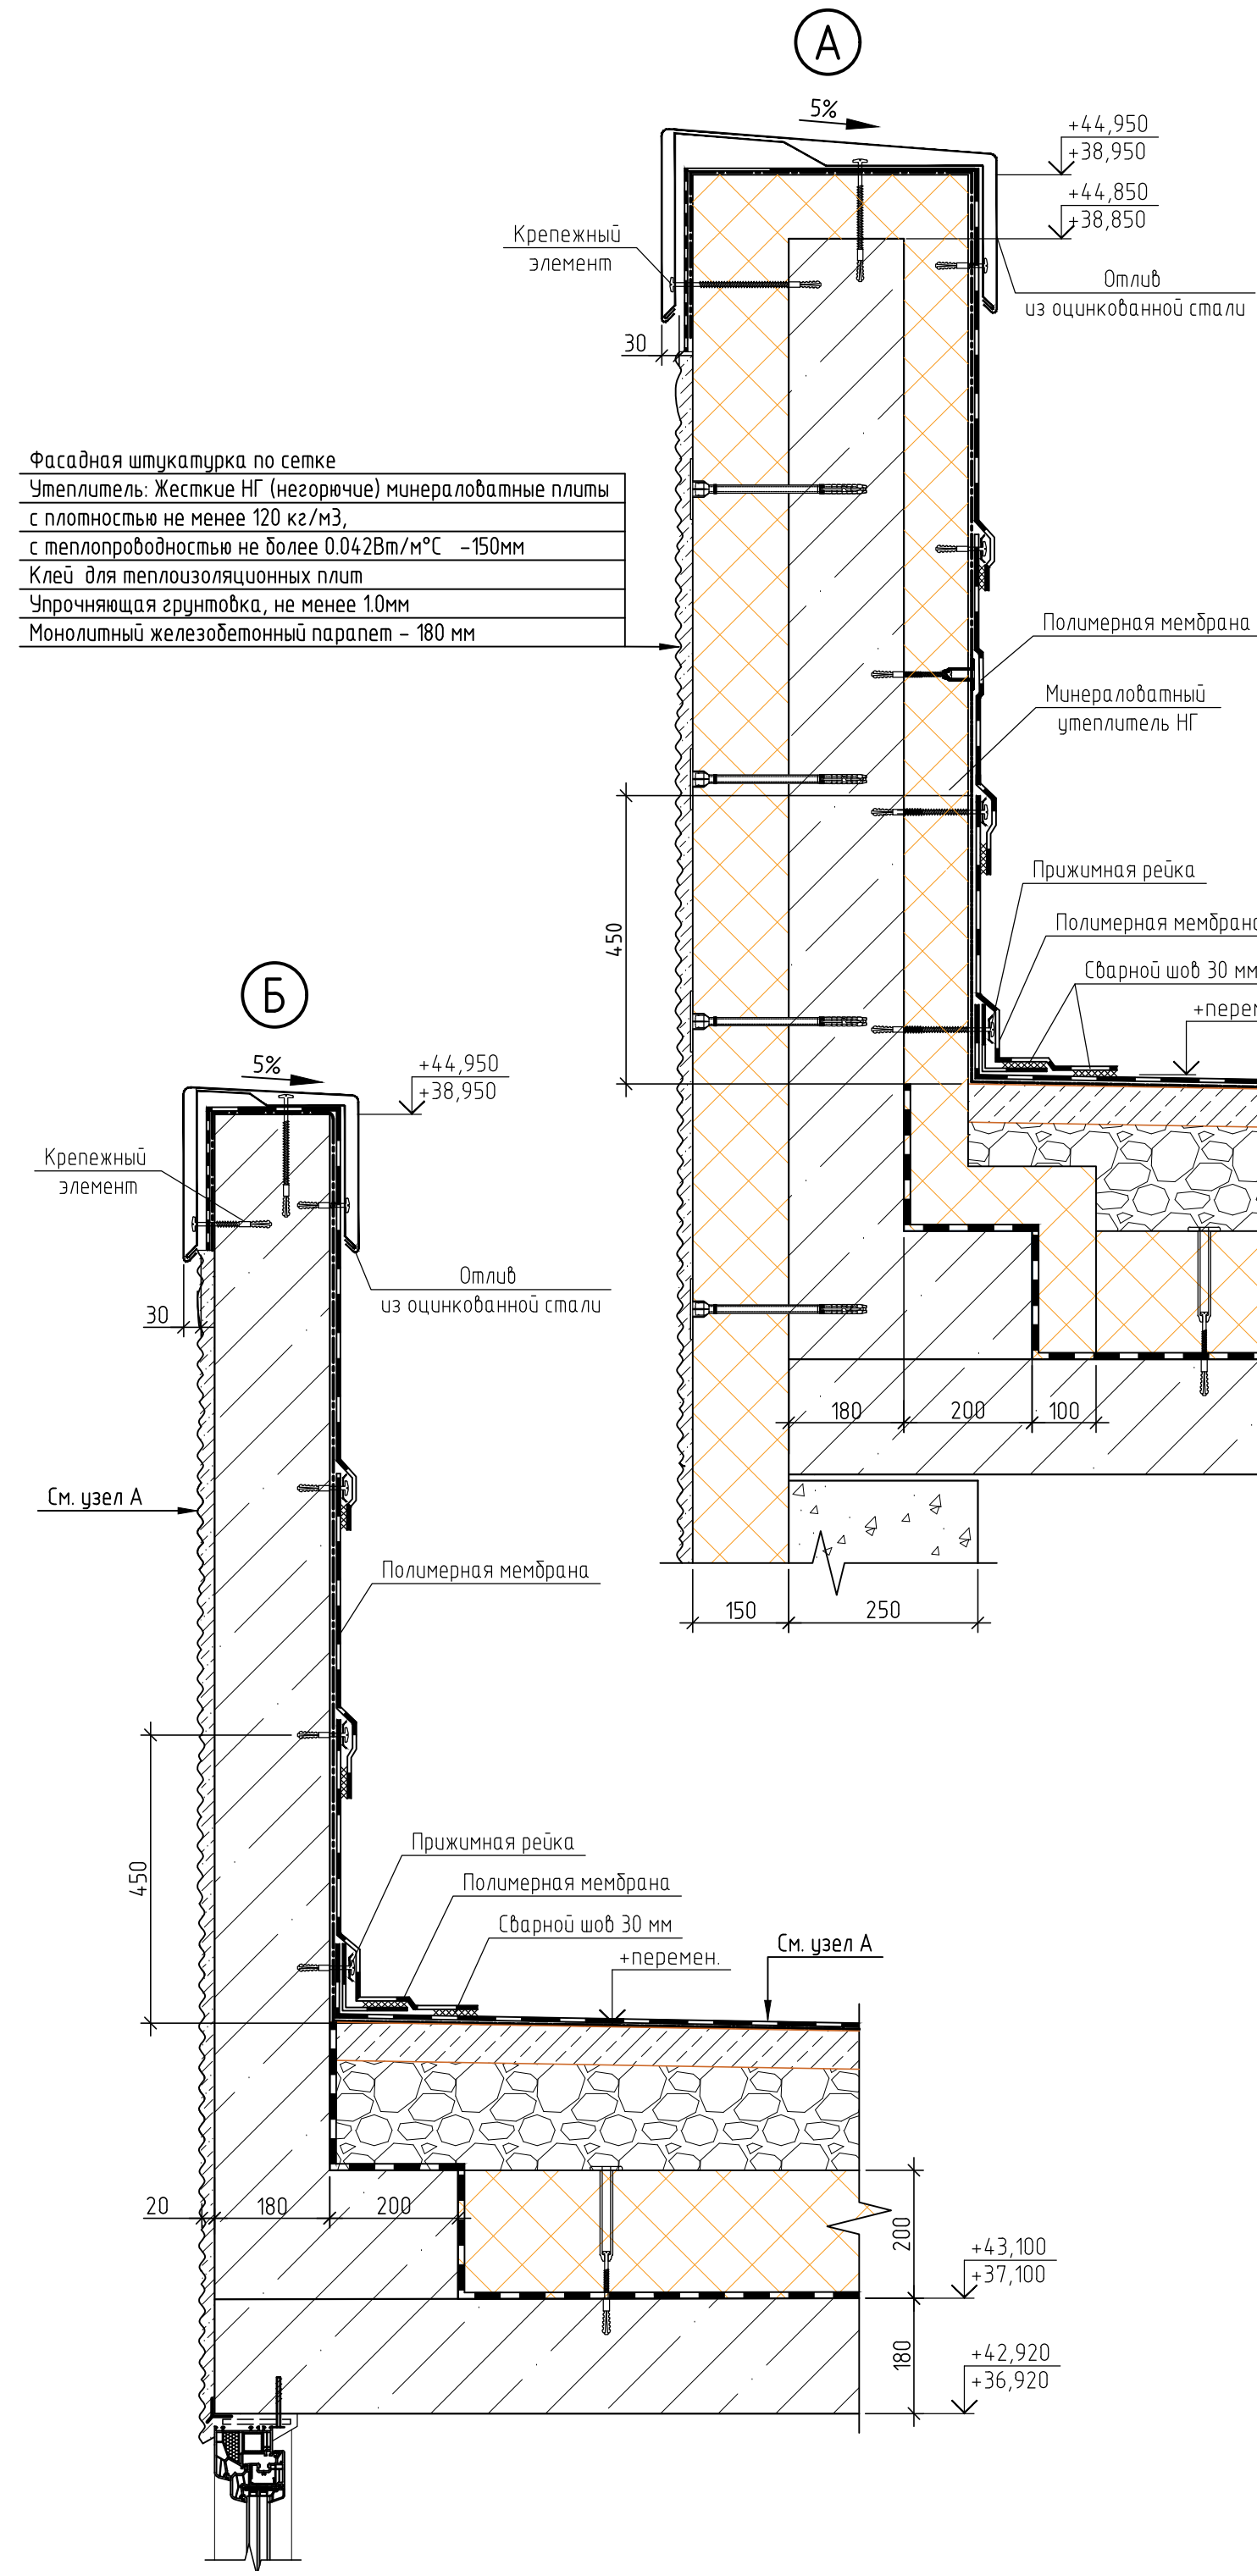 А
5%
+44,950
+38,950
+44,850
+38,850
Крепежный
элемент
Отлив
из оцинкованной стали
30
Фасадная штукатурка по сетке
Утеплитель: Жесткие НГ (негорючие) минераловатные плиты
с плотностью не менее 120 кг/м3,
с теплопроводностью не более 0.042Вт/м°С -150мм
Клей для теплоизоляционных плит
Упрочняющая грунтовка, не менее 1.0мм
Монолитный железобетонный парапет - 180 мм
Полимерная мембрана
Минераловатный
утеплитель НГ
Прижимная рейка
450
Полимерная мембрана
Сварной шов 30 мм
+перем
180
200
100
150
250
Б
5%
+44,950
+38,950
Крепежный
элемент
Отлив
из оцинкованной стали
30
См. узел А
Полимерная мембрана
450
Прижимная рейка
Полимерная мембрана
Сварной шов 30 мм
+перемен.
См. узел А
20
180
200
200
+43,100
+37,100
180
+42,920
+36,920